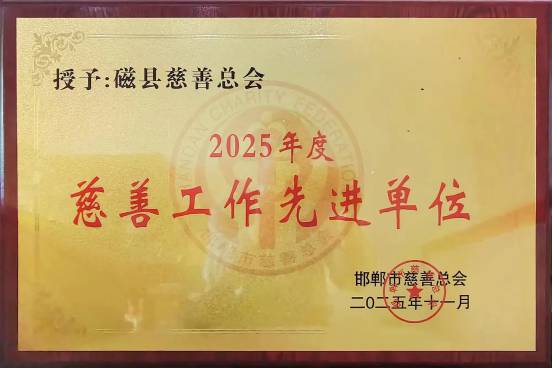 授予:磁县慈善总会
2025年度
慈善工作先进单位
邯郸市慈善总会
二〇二五年十一月